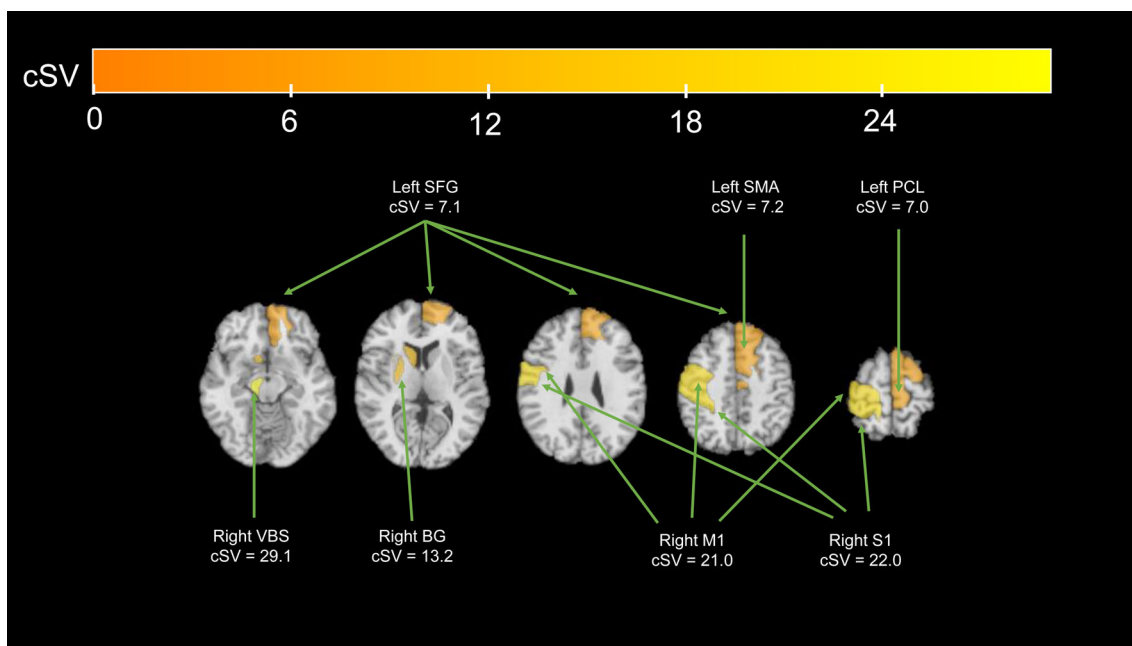 cSV
0 6 12 18 24
Left SFG
cSV = 7.1
Left SMA
cSV = 7.2
Left PCL
cSV = 7.0
Right VBS
cSV = 29.1
Right BG
cSV = 13.2
Right M1
cSV = 21.0
Right S1
cSV = 22.0